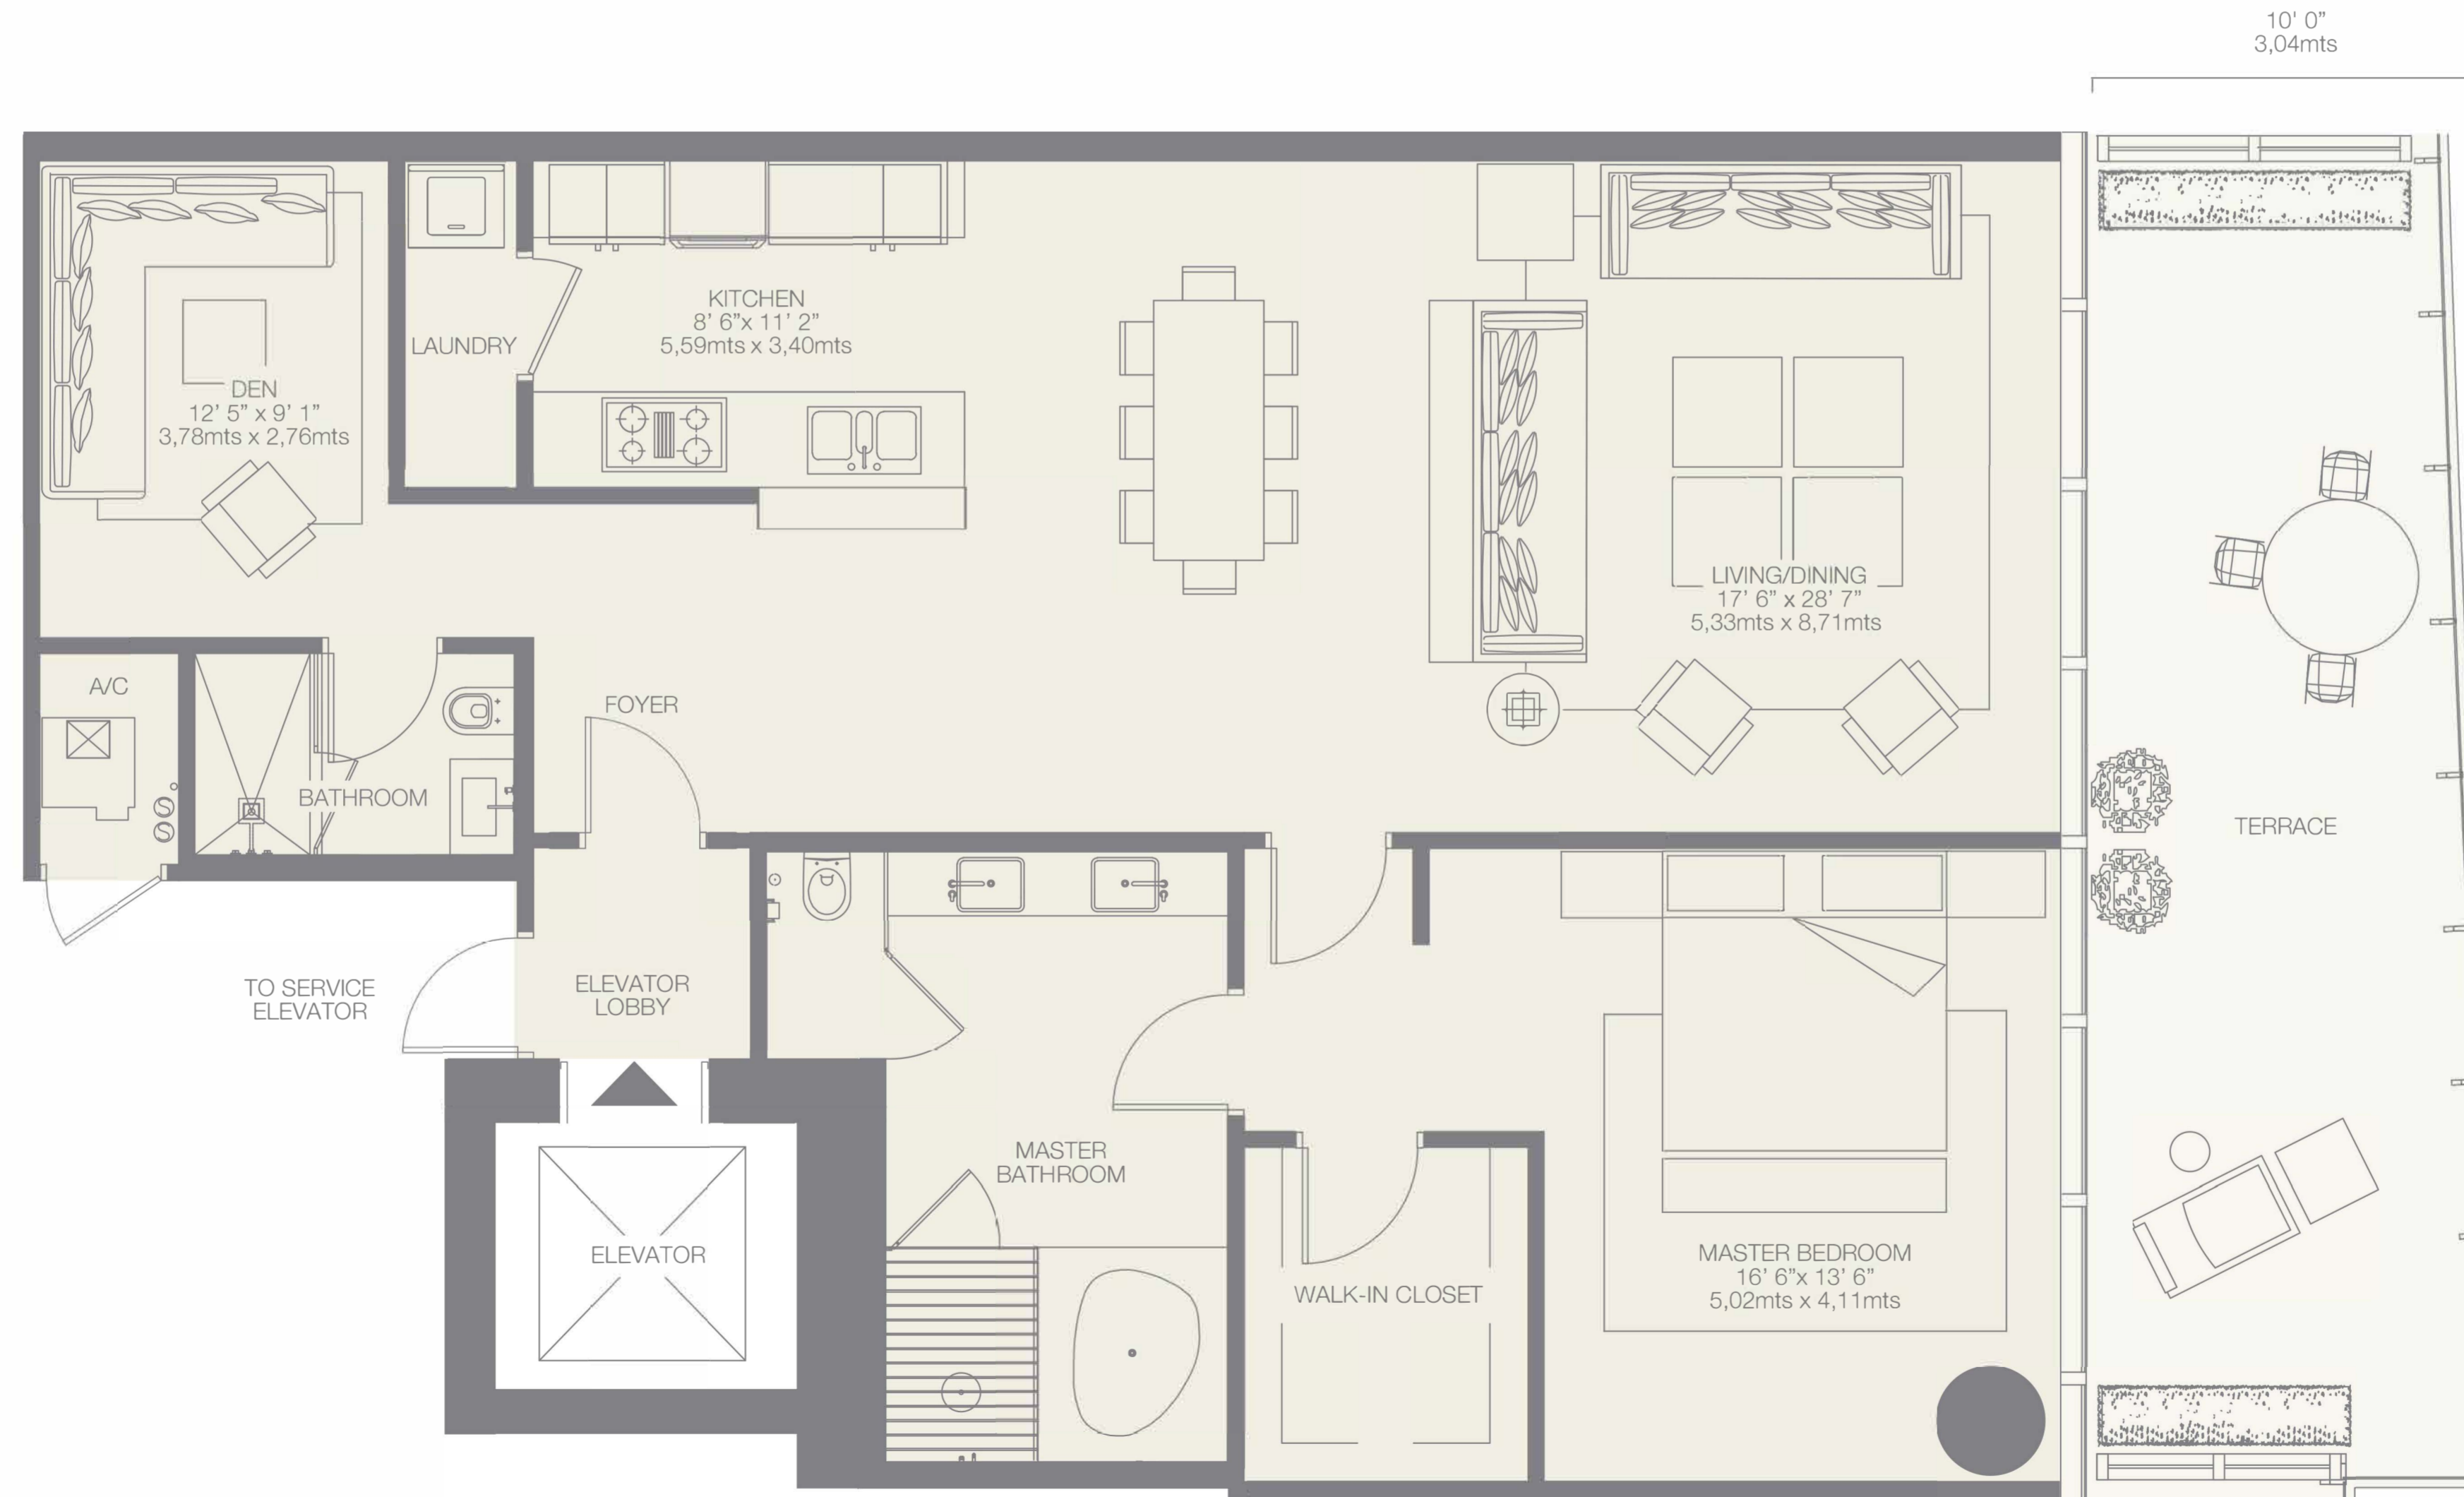 10' 0”
3,04mts
KITCHEN
8' 6”x 11' 2”
5,59mts x 3,40mts
LAUNDRY
DEN
12' 5” x 9' 1”
3,78mts x 2,76mts
LIVING/DINING
17' 6” x 28' 7”
5,33mts x 8,71mts
A/C
FOYER
BATHROOM
TERRACE
TO SERVICE
ELEVATOR
ELEVATOR
LOBBY
MASTER
BATHROOM
ELEVATOR
WALK-IN CLOSET
MASTER BEDROOM
16' 6”x 13' 6”
5,02mts x 4,11mts